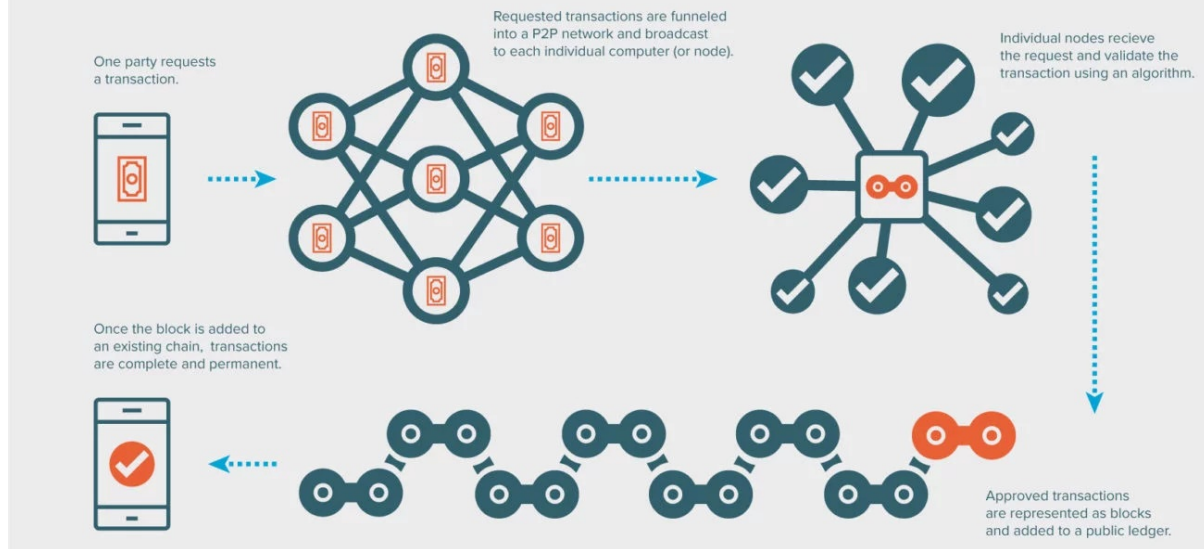 One party requests
a transaction.
Requested transactions are funneled
into a P2P network and broadcast
to each individual computer (or node).
Individual nodes recieve
the request and validate the
transaction using an algorithm.
Approved transactions
are represented as blocks
and added to a public ledger.
Once the block is added to
an existing chain, transactions
are complete and permanent.